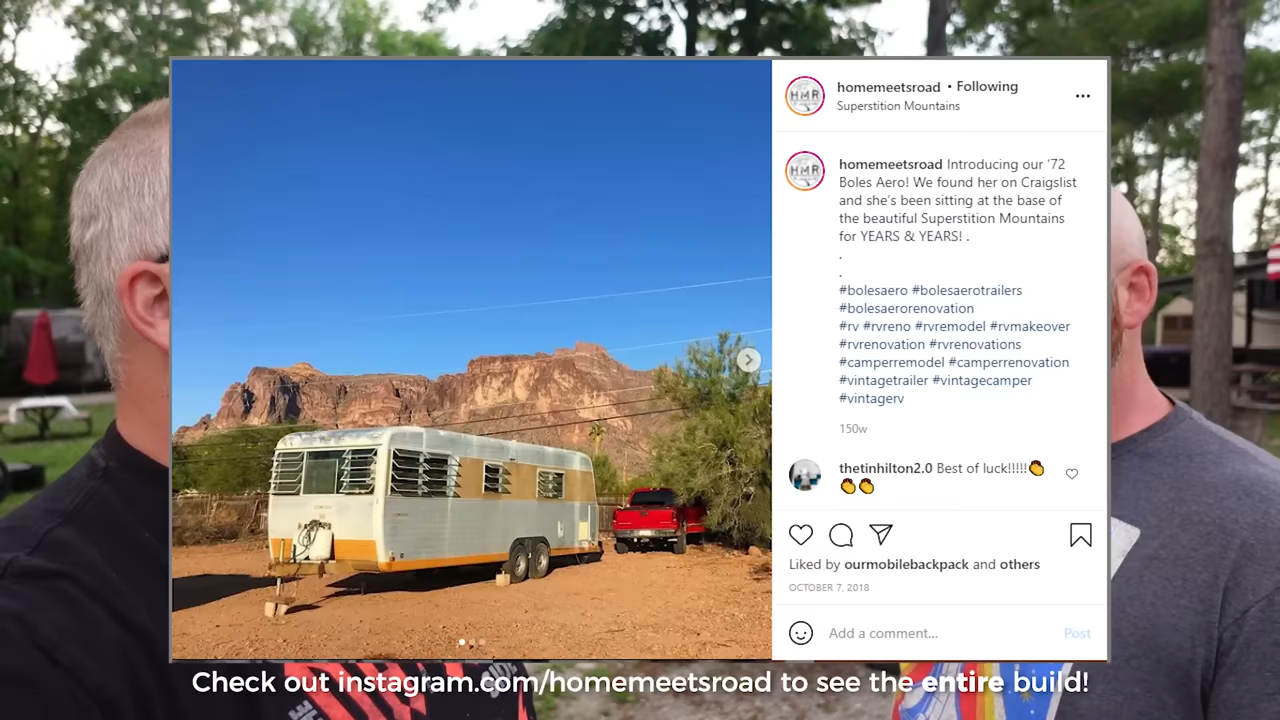 homemeetsroad • Following
Superstition Mountains
homemeetsroad Introducing our '72
Boles Aero! We found her on Craigslist
and she's been sitting at the base of
the beautiful Superstition Mountains
for YEARS & YEARS! .
.
.
#bolesaero #bolesaerotrailers
#bolesaerorenovation
#rv #rvreno #rvremodel #rvmakeover
#rvrenovation #rvrenovations
#camperremodel #camperrenovation
#vintagetrailer #vintagecamper
#vintagerv
150w
thetinhilton2.0 Best of luck!!!!!👏
👏👏
Liked by ourmobilebackpack and others
OCTOBER 7, 2018
Add a comment... Post
Check out instagram.com/homemeetsroad to see the entire build!
HMR
HMR